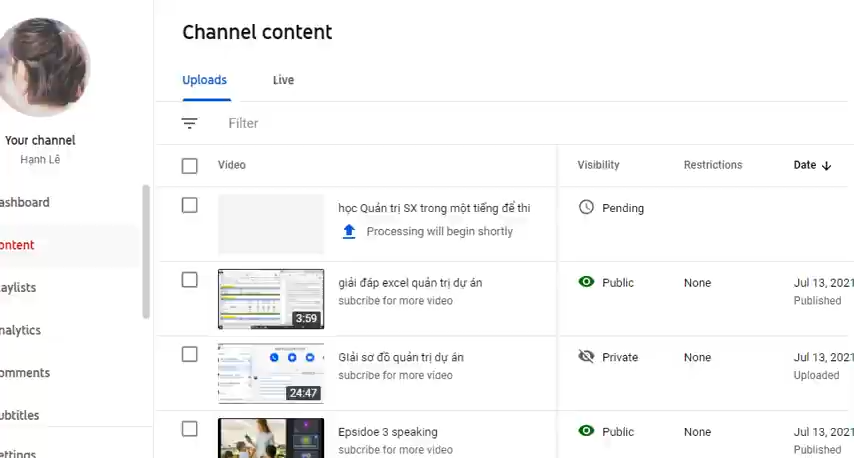 Channel content
Uploads Live
Filter
Your channel
Hạnh Lê
ashboard
ontent
aylists
nalytics
omments
ubtitles
ettings
Video Visibility Restrictions Date
học Quản trị SX trong một tiếng để thi Pending
Processing will begin shortly
giải đáp excel quản trị dự án Public None Jul 13, 2021
subcribe for more video Published
3:59
GIải sơ đồ quản trị dự án Private None Jul 13, 2021
subcribe for more video Uploaded
24:47
Epsidoe 3 speaking Public None Jul 13, 2021
subcribe for more video Published